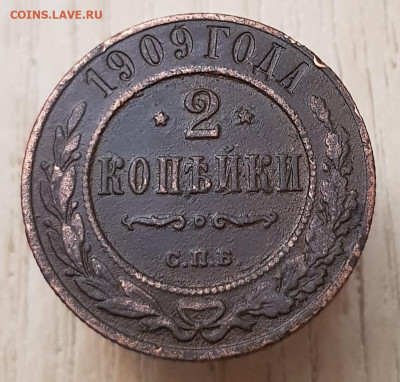 COINS.LAVE.RU
1909 ГОДА
2
КОПѢЙКИ
С.П.Б.